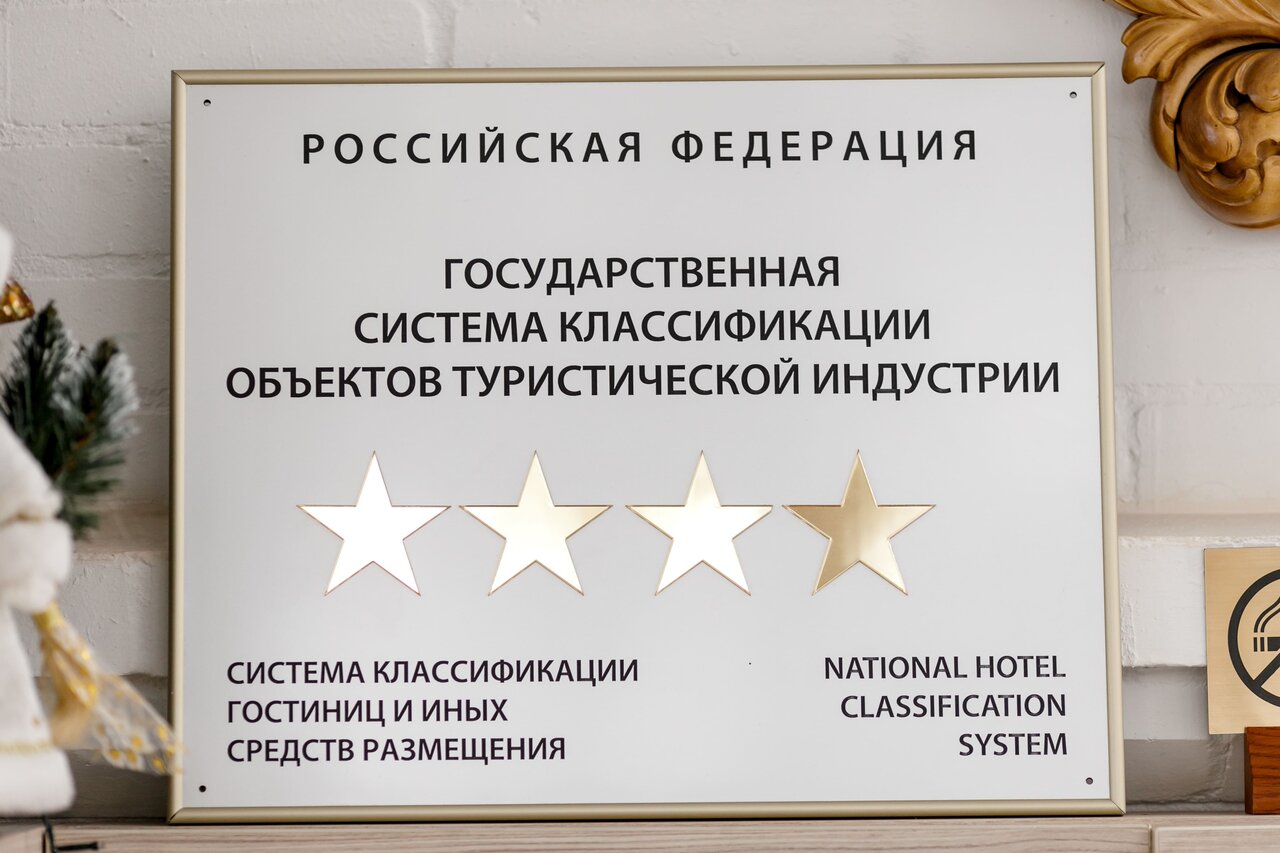 РОССИЙСКАЯ ФЕДЕРАЦИЯ
ГОСУДАРСТВЕННАЯ
СИСТЕМА КЛАССИФИКАЦИИ
ОБЪЕКТОВ ТУРИСТИЧЕСКОЙ ИНДУСТРИИ
СИСТЕМА КЛАССИФИКАЦИИ
ГОСТИНИЦ И ИНЫХ
СРЕДСТВ РАЗМЕЩЕНИЯ
NATIONAL HOTEL
CLASSIFICATION
SYSTEM